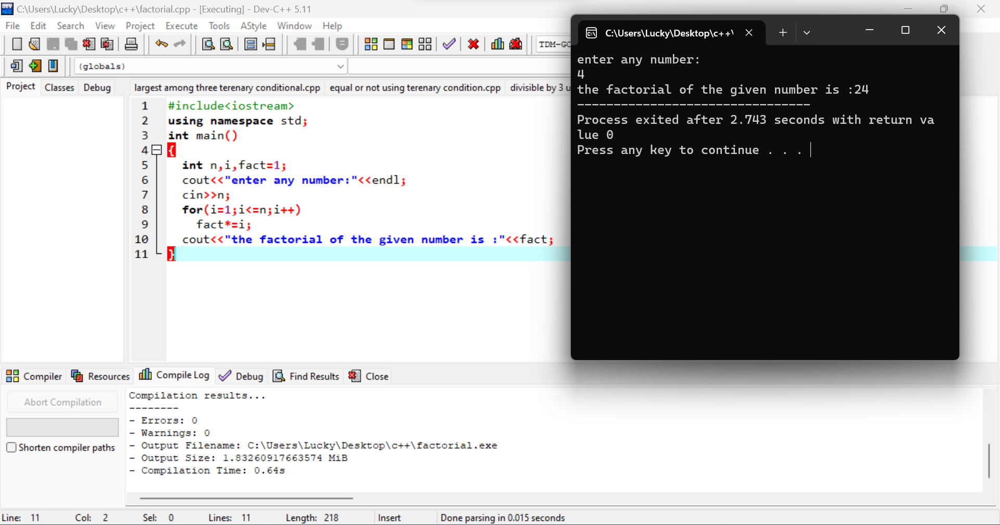 C:\Users\Lucky\Desktop\c++\factorial.cpp - [Executing] - Dev-C++ 5.11
File Edit Search View Project Execute Tools AStyle Window Help
TDM-GC
(globals)
Project Classes Debug
largest among three terenary conditional.cpp equal or not using terenary condition.cpp divisible by 3 u
1 #include<iostream>
2 using namespace std;
3 int main()
4 {
5 int n,i,fact=1;
6 cout<<"enter any number:"<<endl;
7 cin>>n;
8 for(i=1;i<=n;i++)
9 fact*=i;
10 cout<<"the factorial of the given number is :"<<fact;
11 }
C:\Users\Lucky\Desktop\c++\
enter any number:
4
the factorial of the given number is :24
--------------------------------
Process exited after 2.743 seconds with return va
lue 0
Press any key to continue . . .
Compiler Resources Compile Log Debug Find Results Close
Abort Compilation
Shorten compiler paths
Compilation results...
--------
- Errors: 0
- Warnings: 0
- Output Filename: C:\Users\Lucky\Desktop\c++\factorial.exe
- Output Size: 1.83260917663574 MiB
- Compilation Time: 0.64s
Line: 11 Col: 2 Sel: 0 Lines: 11 Length: 218 Insert Done parsing in 0.015 seconds